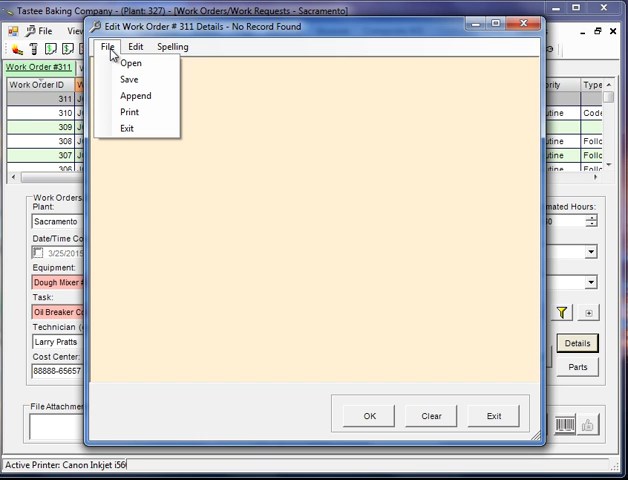 Tastee Baking Company - (Plant: 327) - [Work Orders/Work Requests - Sacramento]
Edit Work Order # 311 Details - No Record Found
File
View
File Edit Spelling
Open
Save
Append
Print
Exit
Work Order #311
Work Order ID
Type
311
310
Code
309
308
utine
Follo
307
utine
Follo
306
Work Orders
Plant:
Sacramento
mated Hours:
Date/Time Co
3/25/2015
Equipment:
Dough Mixer #
Task:
Oil Breaker C
Technician (
Larry Pratts
Details
Cost Center:
88888-65657
Parts
File Attachme
OK
Clear
Exit
Active Printer: Canon Inkjet i56